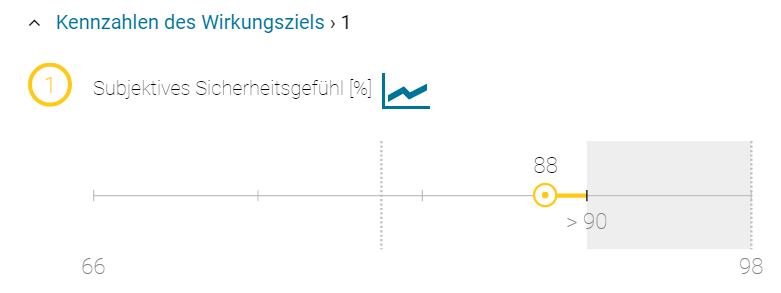 Kennzahlen des Wirkungsziels › 1
1 Subjektives Sicherheitsgefühl [%]
88
> 90
66 98